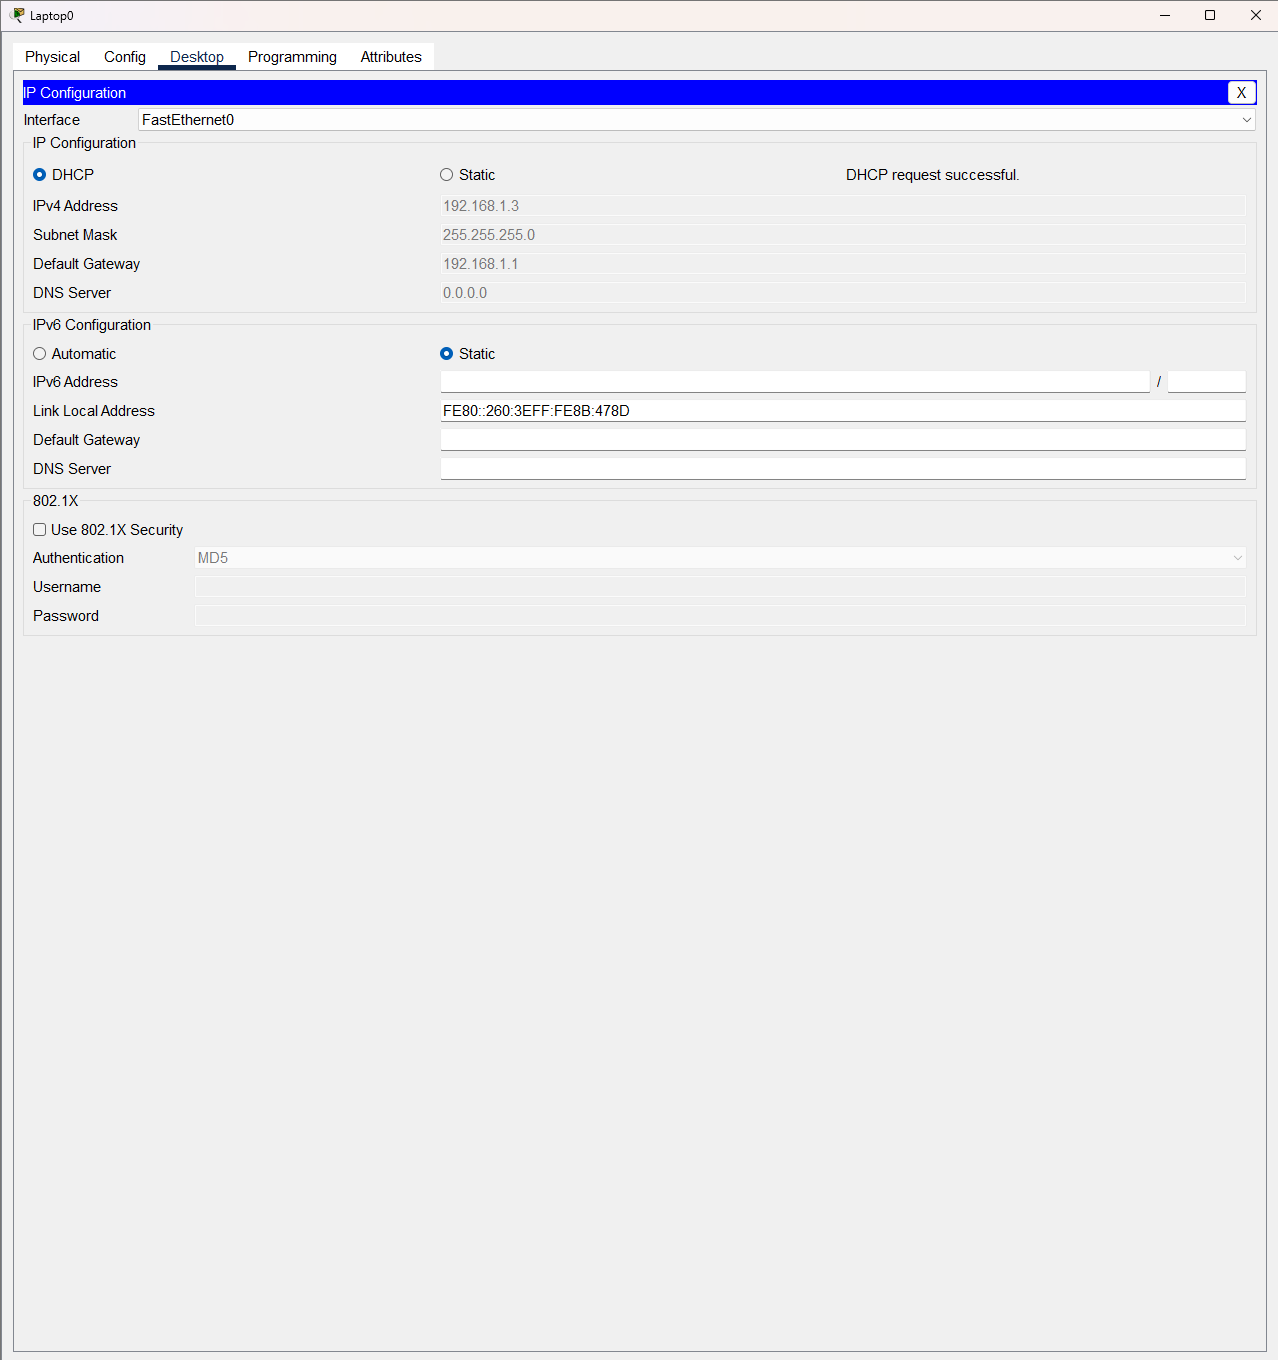 Laptop0
Physical Config Desktop Programming Attributes
IP Configuration X
Interface FastEthernet0
IP Configuration
DHCP Static DHCP request successful.
IPv4 Address 192.168.1.3
Subnet Mask 255.255.255.0
Default Gateway 192.168.1.1
DNS Server 0.0.0.0
IPv6 Configuration
Automatic Static
IPv6 Address /
Link Local Address FE80::260:3EFF:FE8B:478D
Default Gateway
DNS Server
802.1X
Use 802.1X Security
Authentication MD5
Username
Password